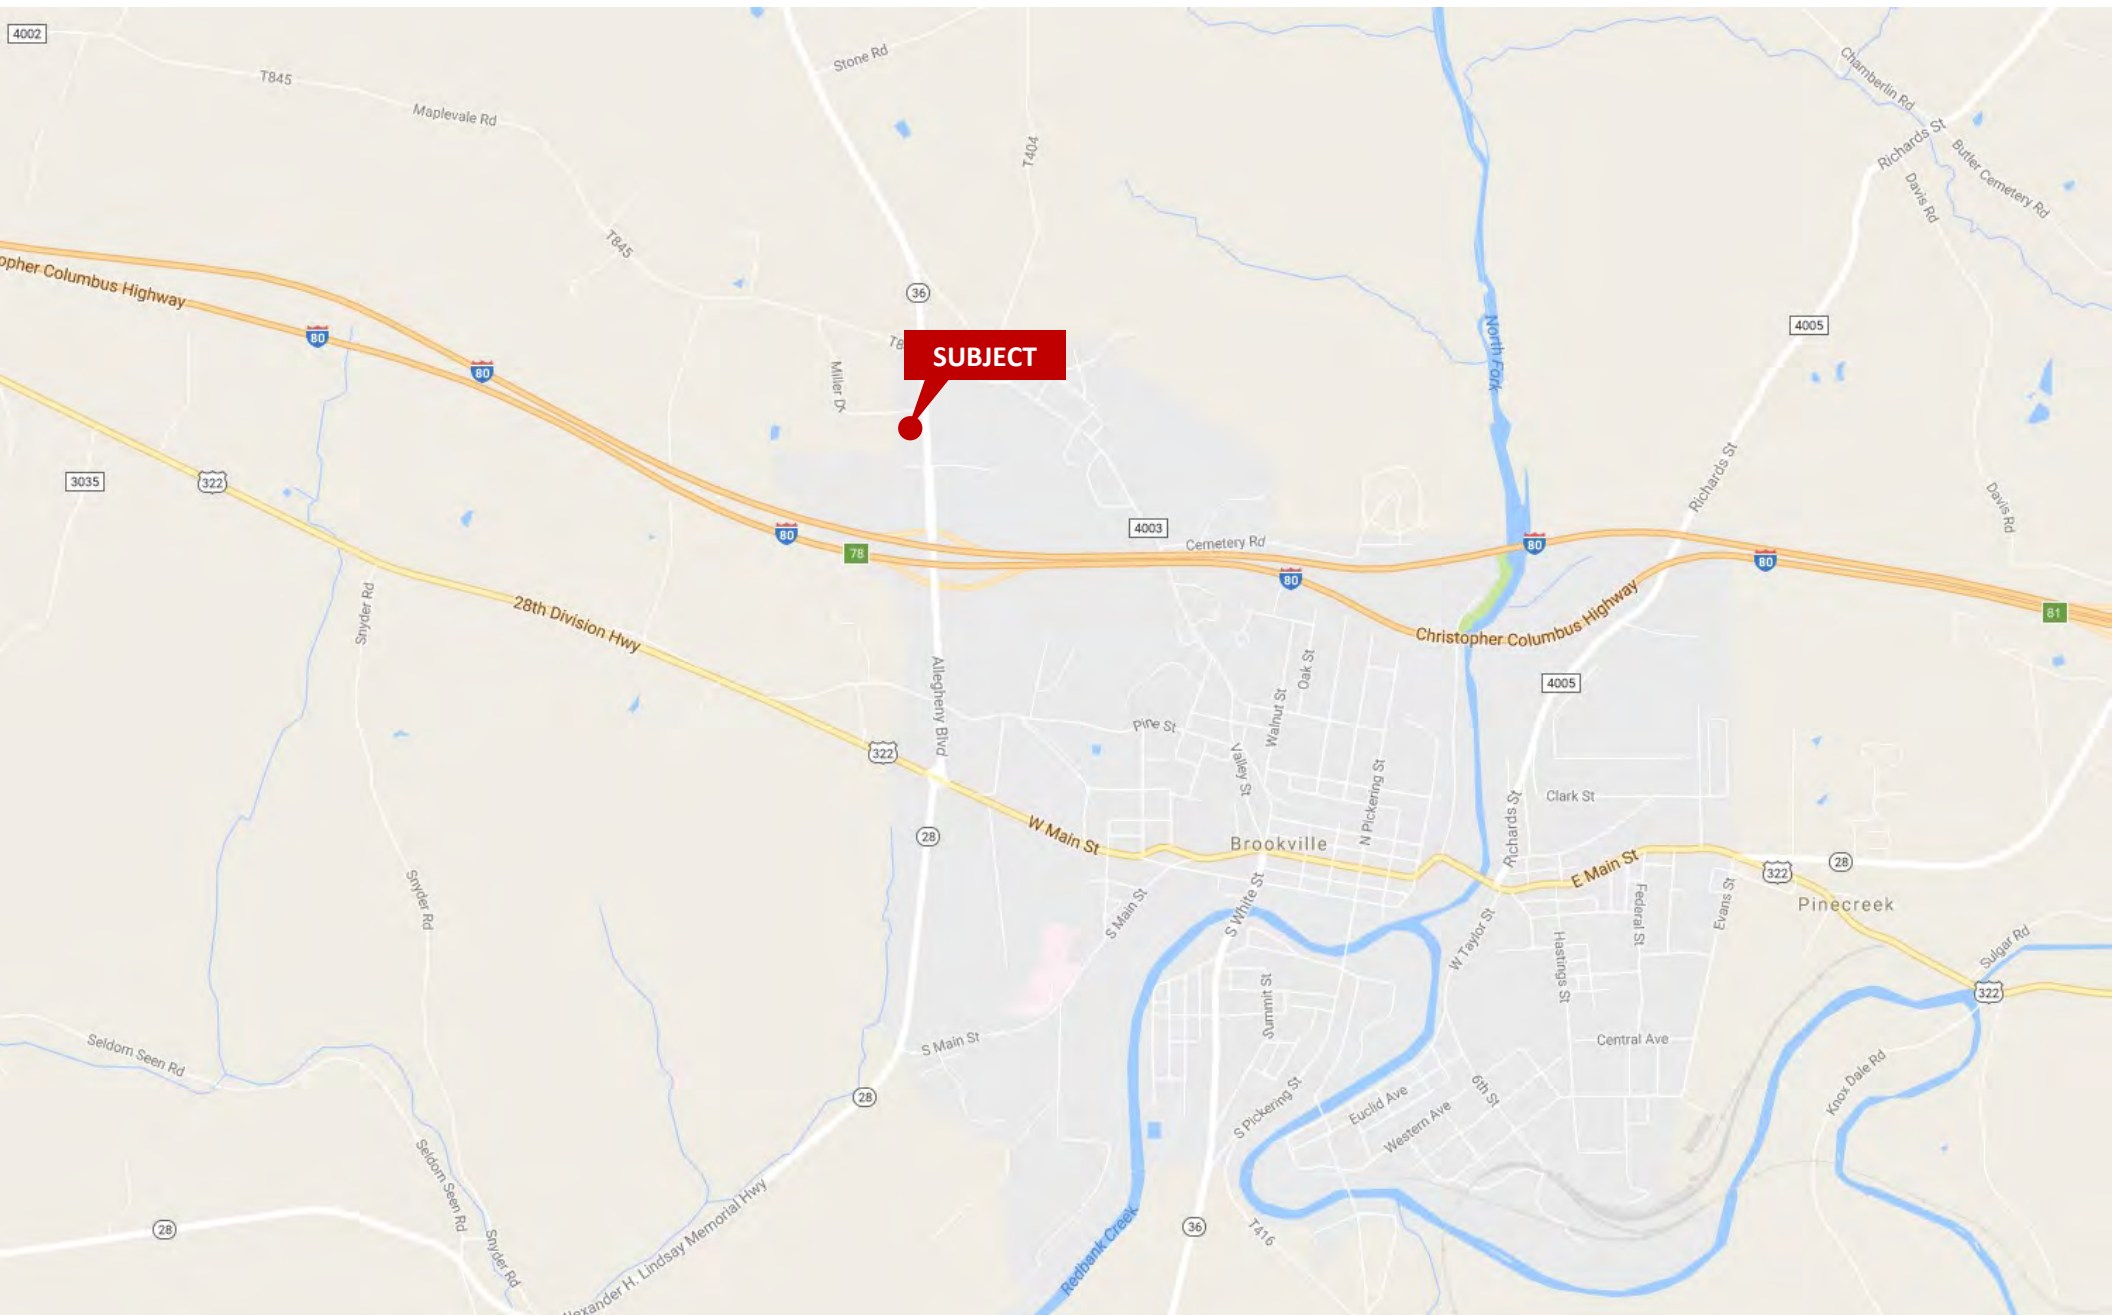 4002
T845
Maplevale Rd
Stone Rd
T404
Chamberlin Rd
Richards St
Butler Cemetery Rd
Davis Rd
T845
opher Columbus Highway
36
80
80
T8
SUBJECT
Miller Dr
North Fork
4005
322
3035
Richards St
Davis Rd
80
78
4003
Cemetery Rd
80
80
80
Christopher Columbus Highway
81
Snyder Rd
28th Division Hwy
Allegheny Blvd
Oak St
Walnut St
4005
Pine St
Valley St
322
N Pickering St
Richards St
Clark St
28
W Main St
Brookville
E Main St
322
28
Pinecreek
Snyder Rd
S Main St
S White St
W Taylor St
Hastings St
Federal St
Evans St
Sulgar Rd
322
Summit St
Seldom Seen Rd
S Main St
Central Ave
28
Knox Dale Rd
6th St
Euclid Ave
Western Ave
S Pickering St
Seldom Seen Rd
28
Snyder Rd
lexander H. Lindsay Memorial Hwy
Redbank Creek
36
T416